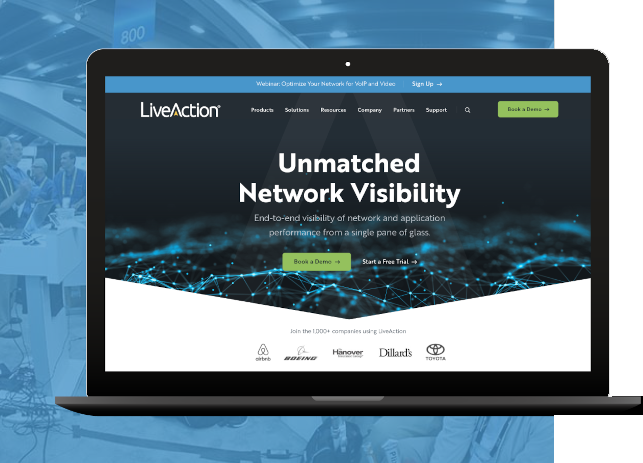 800
Webinar: Optimize Your Network for VoIP and Video Sign Up →
LiveAction®
Products Solutions Resources Company Partners Support Book a Demo →
Unmatched
Network Visibility
End-to-end visibility of network and application
performance from a single pane of glass.
Book a Demo → Start a Free Trial →
Join the 1,000+ companies using LiveAction
airbnb BOEING Hänover Dillard's TOYOTA